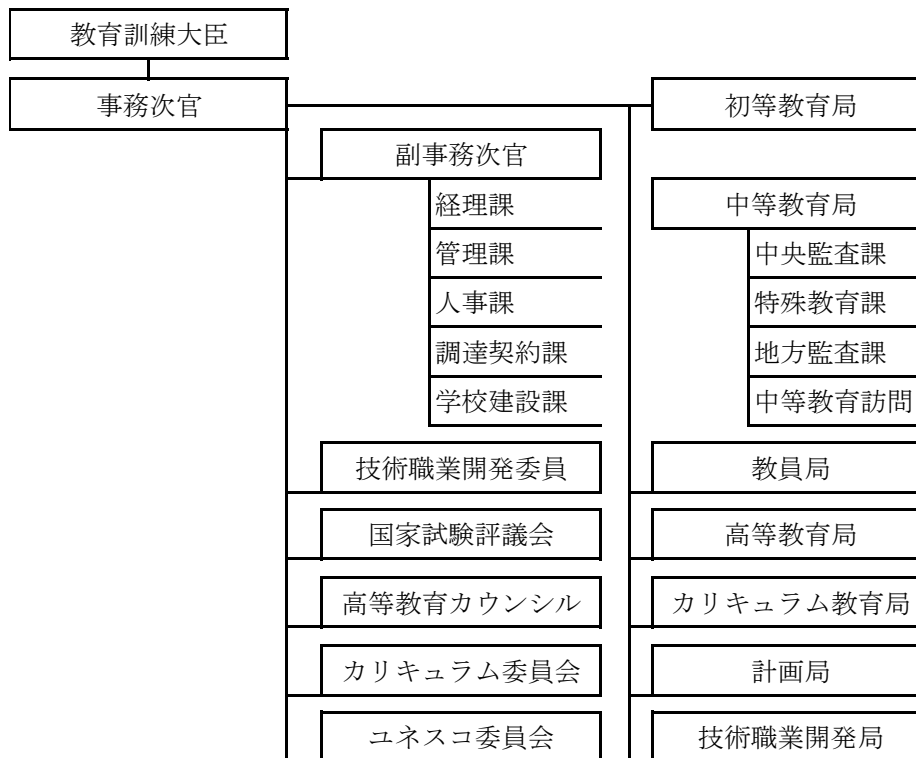 教育訓練大臣
事務次官
初等教育局
副事務次官
経理課
中等教育局
管理課
中央監査課
人事課
特殊教育課
調達契約課
地方監査課
学校建設課
中等教育訪問
技術職業開発委員
教員局
国家試験評議会
高等教育局
高等教育カウンシル
カリキュラム教育局
カリキュラム委員会
計画局
ユネスコ委員会
技術職業開発局